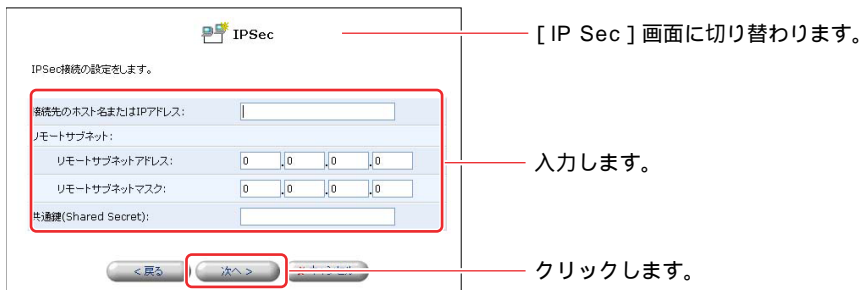 IPSec
[ IP Sec ] 画面に切り替わります。
IPSec接続の設定をします。
接続先のホスト名またはIPアドレス:
リモートサブネット:
リモートサブネットアドレス: 0 .0 .0 .0
入力します。
リモートサブネットマスク: 0 .0 .0 .0
共通鍵(Shared Secret):
<戻る 次へ> キャンセル
クリックします。